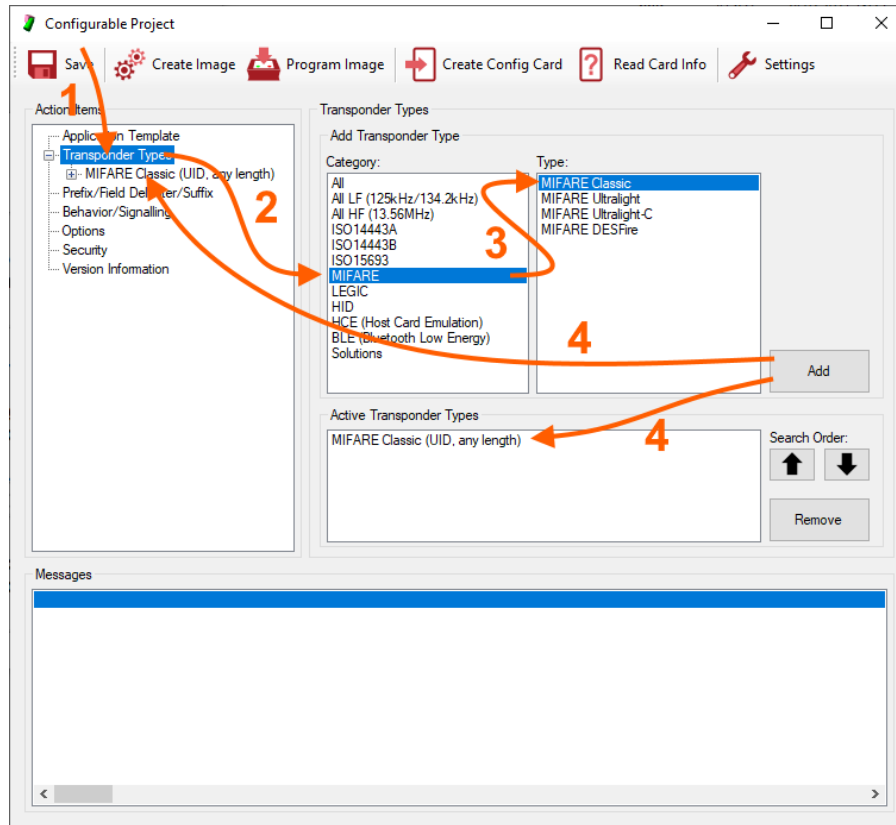 Configurable Project
Save
Create Image
Program Image
Create Config Card
Read Card Info
Settings
1
Action Items
Application Template
Transponder Types
MIFARE Classic (UID, any length)
Prefix/Field Delimiter/Suffix
Behavior/Signalling
Options
Security
Version Information
2
Transponder Types
Add Transponder Type
Category:
All
All LF (125kHz/134.2kHz)
All HF (13.56MHz)
ISO14443A
ISO14443B
ISO15693
MIFARE
LEGIC
HID
HCE (Host Card Emulation)
BLE (Bluetooth Low Energy)
Solutions
3
Type:
MIFARE Classic
MIFARE Ultralight
MIFARE Ultralight-C
MIFARE DESFire
4
Add
Active Transponder Types
MIFARE Classic (UID, any length)
4
Search Order:
Remove
Messages